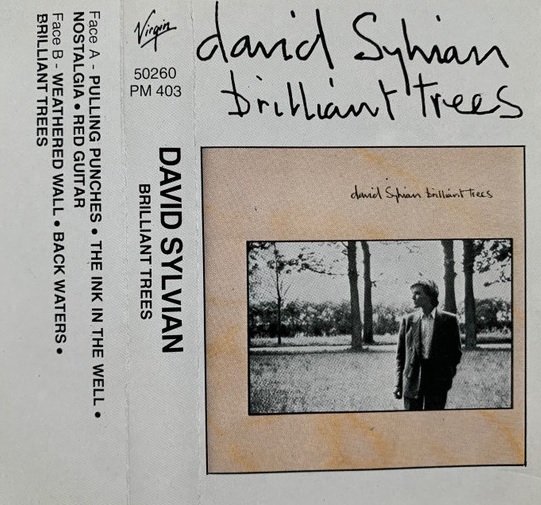 Face A - PULLING PUNCHES • THE INK IN THE WELL •
NOSTALGIA • RED GUITAR
Face B - WEATHERED WALL • BACK WATERS •
BRILLIANT TREES
Virgin
50260
PM 403
DAVID SYLVIAN
BRILLIANT TREES
david Sylvian
brilliant trees
david Sylvian brilliant trees